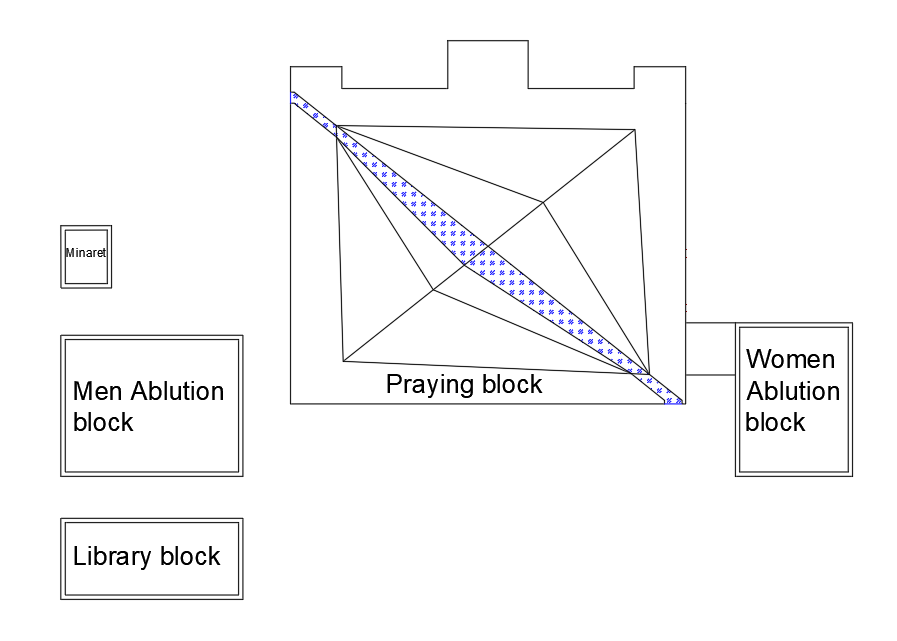 Minaret
Men Ablution
block
Praying block
Women
Ablution
block
Library block